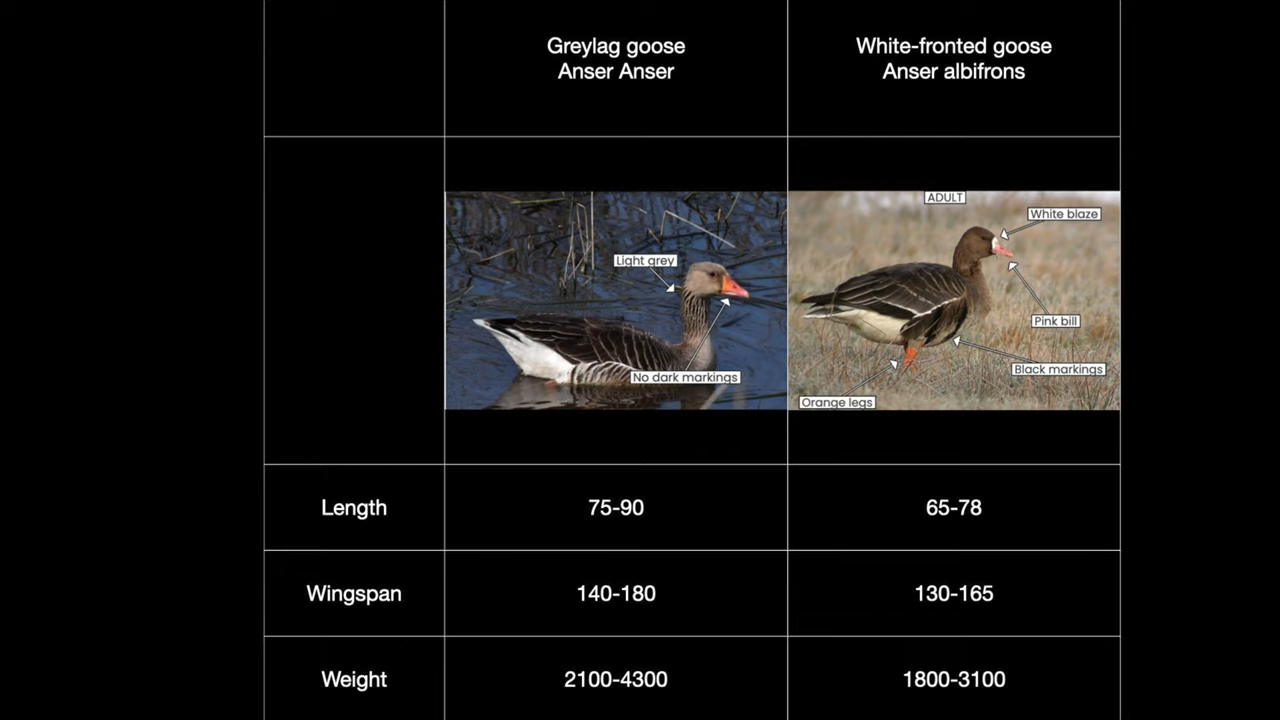 Greylag goose
Anser Anser
White-fronted goose
Anser albifrons
Light grey
No dark markings
ADULT
White blaze
Pink bill
Black markings
Orange legs
Length
75-90
65-78
Wingspan
140-180
130-165
Weight
2100-4300
1800-3100